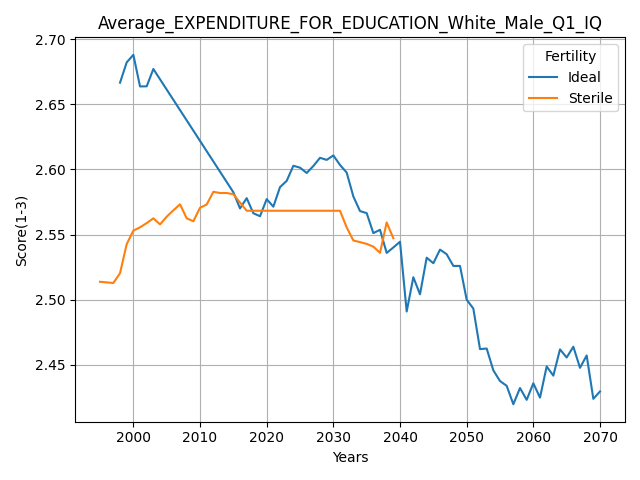 Average_EXPENDITURE_FOR_EDUCATION_White_Male_Q1_IQ
Fertility
Ideal
Sterile
Score(1-3)
2.70
2.65
2.60
2.55
2.50
2.45
2000 2010 2020 2030 2040 2050 2060 2070
Years